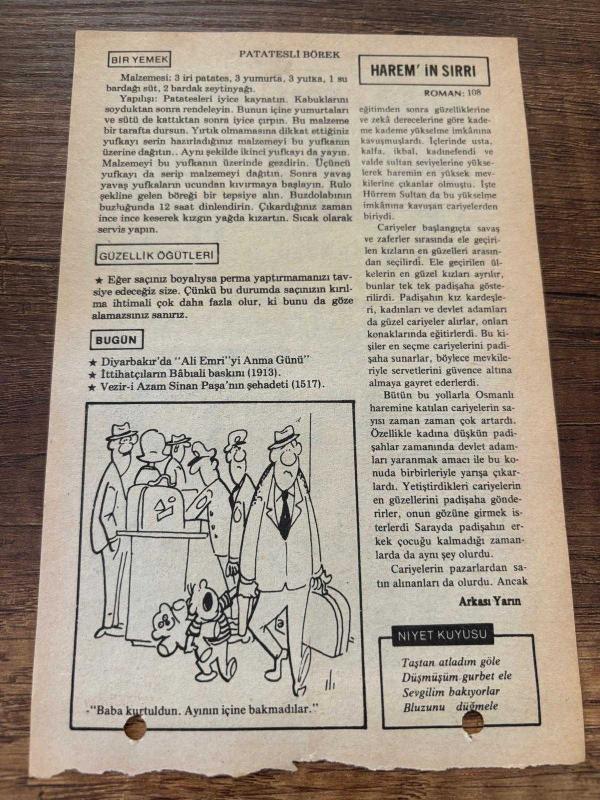 BİR YEMEK
PATATESLİ BÖREK
Malzemesi: 3 iri patates, 3 yumurta, 3 yufka, 1 su
bardağı süt, 2 bardak zeytinyağı.
Yapılışı: Patatesleri iyice kaynatın. Kabuklarını
soyduktan sonra rendeleyin. Bunun içine yumurtaları
ve sütü de kattıktan sonra iyice çırpın. Bu malzeme
bir tarafta dursun. Yırtık olmamasına dikkat ettiğiniz
yufkayı serin hazırladığınız malzemeyi bu yufkanın
üzerine dağıtın.. Aynı şekilde ikinci yufkayı da yayın.
Malzemeyi bu yufkanın üzerinde gezdirin. Üçüncü
yufkayı da serip malzemeyi dağıtın. Sonra yavaş
yavaş yufkaların ucundan kıvırmaya başlayın. Rulo
şekline gelen böreği bir tepsiye alın. Buzdolabının
buzluğunda 12 saat dinlendirin. Çıkardığınız zaman
ince ince keserek kızgın yağda kızartın. Sıcak olarak
servis yapın.
GÜZELLİK ÖĞÜTLERİ
★ Eğer saçınız boyalıysa perma yaptırmamanızı tav-
siye edeceğiz size. Çünkü bu durumda saçınızın kırıl-
ma ihtimali çok daha fazla olur, ki bunu da göze
alamazsınız sanırız.
BUGÜN
★ Diyarbakır'da "Ali Emri"yi Anma Günü"
★ İttihatçıların Bâbıali baskını (1913).
★ Vezir-i Azam Sinan Paşa'nın şehadeti (1517).
-"Baba kurtuldun. Ayının içine bakmadılar."
HAREM' İN SIRRI
ROMAN: 108
eğitimden sonra güzelliklerine
ve zekâ derecelerine göre kade-
me kademe yükselme imkânına
kavuşmuşlardı. İçlerinde usta,
kalfa, ikbal, kadınefendi ve
valde sultan seviyelerine yükse-
lerek haremin en yüksek mev-
kilerine çıkanlar olmuştu. İşte
Hürrem Sultan da bu yükselme
imkânına kavuşan cariyelerden
biriydi.
Cariyeler başlangıçta savaş
ve zaferler sırasında ele geçiri-
len kızların en güzelleri arasın-
dan seçilirdi. Ele geçirilen ül-
kelerin en güzel kızları ayrılır,
bunlar tek tek padişaha göste-
rilirdi. Padişahın kız kardeşle-
ri, kadınları ve devlet adamları
da güzel cariyeler alırlar, onları
konaklarında eğitirlerdi. Bu ki-
şiler en seçme cariyelerini padi-
şaha sunarlar, böylece mevkile-
riyle servetlerini güvence altına
almaya gayret ederlerdi.
Bütün bu yollarla Osmanlı
haremine katılan cariyelerin sa-
yısı zaman zaman çok artardı.
Özellikle kadına düşkün padi-
şahlar zamanında devlet adam-
ları yaranmak amacı ile bu ko-
nuda birbirleriyle yarışa çıkar-
lardı. Yetiştirdikleri cariyelerin
en güzellerini padişaha gönde-
rirler, onun gözüne girmek is-
terlerdi Sarayda padişahın er-
kek çocuğu kalmadığı zaman-
larda da aynı şey olurdu.
Cariyelerin pazarlardan sa-
tın alınanları da olurdu. Ancak
Arkası Yarın
NİYET KUYUSU
Taştan atladım göle
Düşmüşüm gurbet ele
Sevgilim bakıyorlar
Bluzunu düğmele